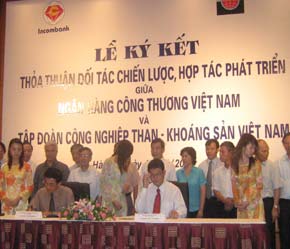 Incombank
LỄ KÝ KẾT
THỎA THUẬN ĐỐI TÁC CHIẾN LƯỢC, HỢP TÁC PHÁT TRIỂN
GIỮA
NGÂN HÀNG CÔNG THƯƠNG VIỆT NAM
VÀ
TẬP ĐOÀN CÔNG NGHIỆP THAN - KHOÁNG SẢN VIỆT NAM
Hà